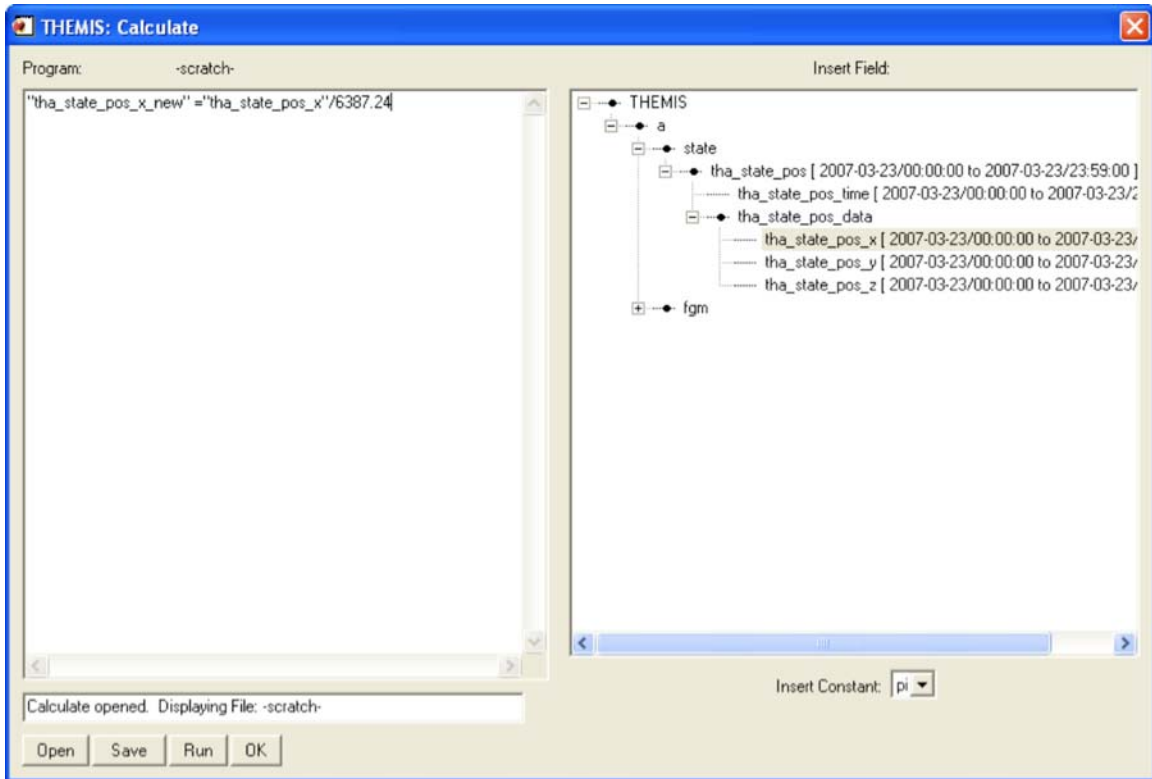 THEMIS: Calculate
Program: -scratch-
Insert Field:
"tha_state_pos_x_new" ="tha_state_pos_x"/6387.24
THEMIS
a
state
tha_state_pos [ 2007-03-23/00:00:00 to 2007-03-23/23:59:00 ]
tha_state_pos_time [ 2007-03-23/00:00:00 to 2007-03-23/2
tha_state_pos_data
tha_state_pos_x [ 2007-03-23/00:00:00 to 2007-03-23/
tha_state_pos_y [ 2007-03-23/00:00:00 to 2007-03-23/
tha_state_pos_z [ 2007-03-23/00:00:00 to 2007-03-23/
fgm
Insert Constant: pi
Calculate opened. Displaying File: -scratch-
Open Save Run OK